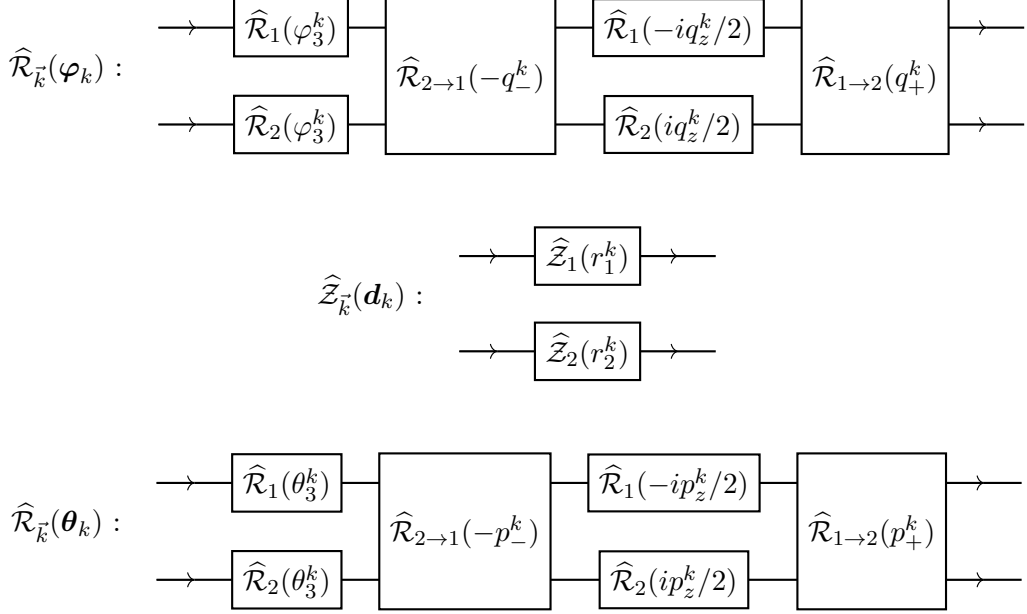 $\widehat{\mathcal{R}}_1(\varphi_3^k)$ $\widehat{\mathcal{R}}_1(-iq_z^k/2)$
$\widehat{\mathcal{R}}_{\vec{k}}(\boldsymbol{\varphi}_k):$ $\widehat{\mathcal{R}}_{2\to1}(-q_-^k)$ $\widehat{\mathcal{R}}_{1\to2}(q_+^k)$
$\widehat{\mathcal{R}}_2(\varphi_3^k)$ $\widehat{\mathcal{R}}_2(iq_z^k/2)$
$\widehat{\mathcal{Z}}_1(r_1^k)$
$\widehat{\mathcal{Z}}_{\vec{k}}(\boldsymbol{d}_k):$
$\widehat{\mathcal{Z}}_2(r_2^k)$
$\widehat{\mathcal{R}}_1(\theta_3^k)$ $\widehat{\mathcal{R}}_1(-ip_z^k/2)$
$\widehat{\mathcal{R}}_{\vec{k}}(\boldsymbol{\theta}_k):$ $\widehat{\mathcal{R}}_{2\to1}(-p_-^k)$ $\widehat{\mathcal{R}}_{1\to2}(p_+^k)$
$\widehat{\mathcal{R}}_2(\theta_3^k)$ $\widehat{\mathcal{R}}_2(ip_z^k/2)$